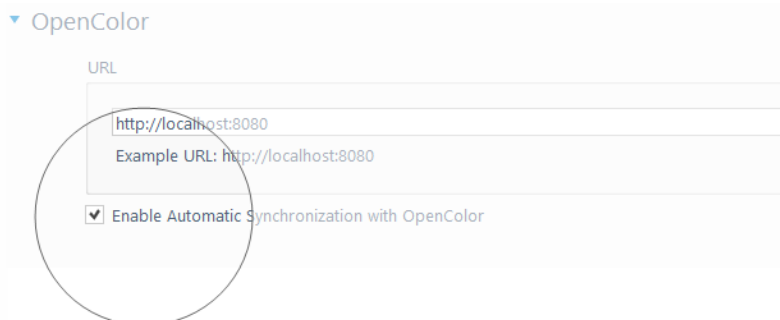 OpenColor
URL
http://localhost:8080
Example URL: http://localhost:8080
Enable Automatic Synchronization with OpenColor